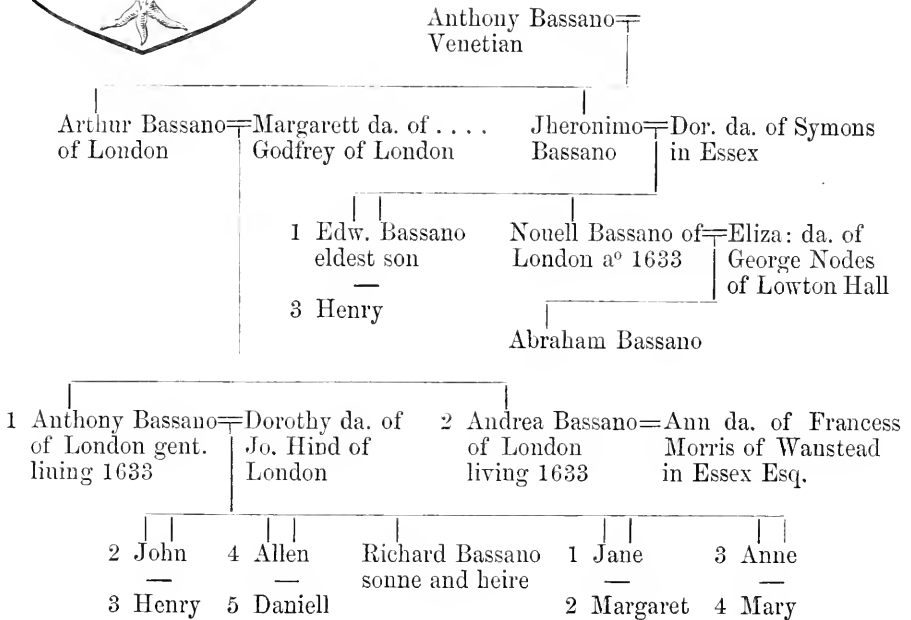 Anthony Bassano=
Venetian
Arthur Bassano=Margarett da. of . . . .
of London
Godfrey of London
Jheronimo=Dor. da. of Symons
Bassano
in Essex
1 Edw. Bassano
eldest son
3 Henry
Nouell Bassano of=Eliza: da. of
London aº 1633
George Nodes
of Lowton Hall
Abraham Bassano
1 Anthony Bassano=Dorothy da. of
of London gent.
Jo. Hind of
liuing 1633
London
2 Andrea Bassano=Ann da. of Francess
of London
Morris of Wanstead
living 1633
in Essex Esq.
2 John
3 Henry
4 Allen
5 Daniell
Richard Bassano
sonne and heire
1 Jane
2 Margaret
3 Anne
4 Mary